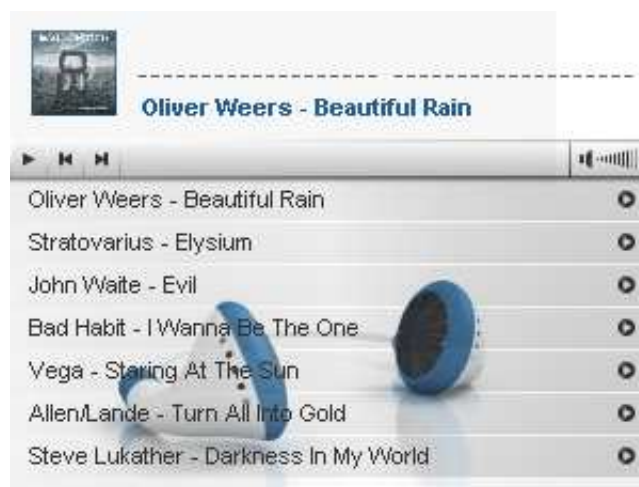 Oliver Weers - Beautiful Rain
Oliver Weers - Beautiful Rain
Stratovarius - Elysium
John Waite - Evil
Bad Habit - I Wanna Be The One
Vega - Staring At The Sun
Allen/Lande - Turn All Into Gold
Steve Lukather - Darkness In My World